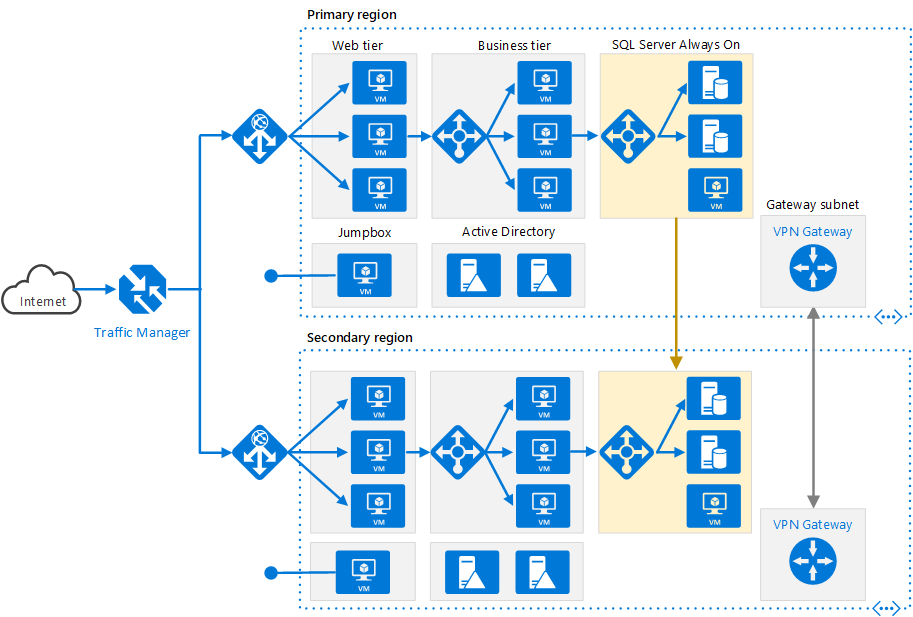 Primary region
Web tier
Business tier
SQL Server Always On
VM
VM
VM
VM
VM
VM
VM
Jumpbox
Active Directory
Gateway subnet
VPN Gateway
VM
Internet
Traffic Manager
Secondary region
VM
VM
VM
VM
VM
VM
VM
VPN Gateway
VM